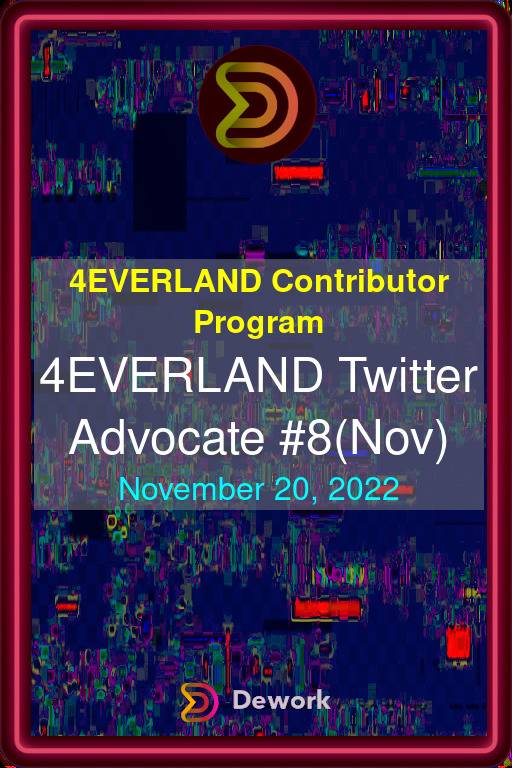 4EVERLAND Contributor
Program
4EVERLAND Twitter
Advocate #8(Nov)
November 20, 2022
Dework